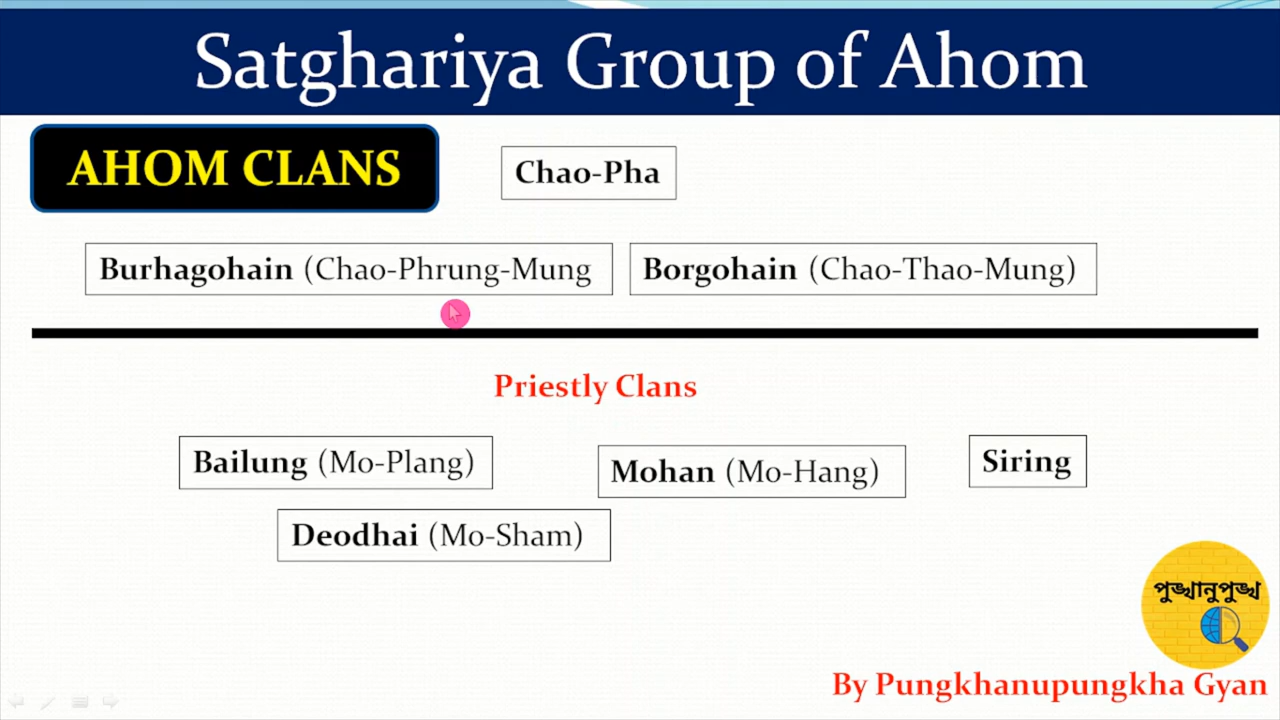 Satghariya Group of Ahom
AHOM CLANS
Chao-Pha
Burhagohain (Chao-Phrung-Mung
Borgohain (Chao-Thao-Mung)
Priestly Clans
Bailung (Mo-Plang)
Mohan (Mo-Hang)
Siring
Deodhai (Mo-Sham)
পুঙ্খানুপুঙ্খ
By Pungkhanupungkha Gyan